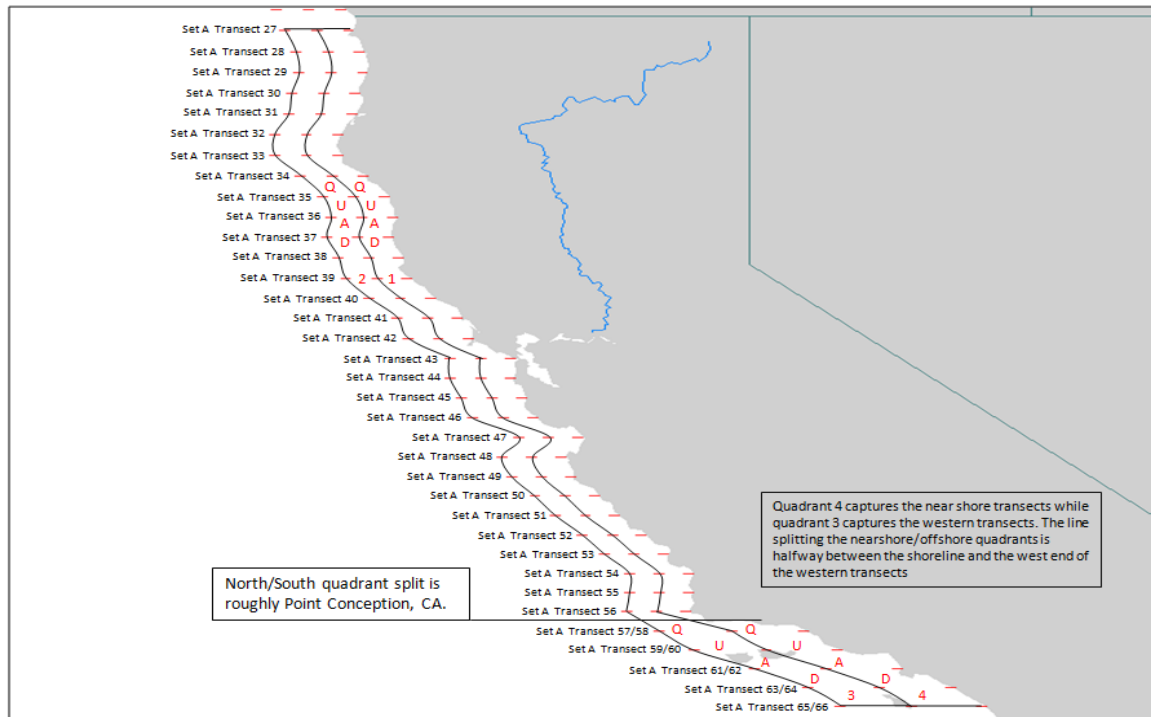 Set A Transect 27
Set A Transect 28
Set A Transect 29
Set A Transect 30
Set A Transect 31
Set A Transect 32
Set A Transect 33
Set A Transect 34
Set A Transect 35
Set A Transect 36
Set A Transect 37
Set A Transect 38
Set A Transect 39
Set A Transect 40
Set A Transect 41
Set A Transect 42
Set A Transect 43
Set A Transect 44
Set A Transect 45
Set A Transect 46
Set A Transect 47
Set A Transect 48
Set A Transect 49
Set A Transect 50
Set A Transect 51
Set A Transect 52
Set A Transect 53
Set A Transect 54
Set A Transect 55
Set A Transect 56
Set A Transect 57/58
Set A Transect 59/60
Set A Transect 61/62
Set A Transect 63/64
Set A Transect 65/66
QUAD 2
QUAD 1
QUAD 3
QUAD 4
North/South quadrant split is
roughly Point Conception, CA.
Quadrant 4 captures the near shore transects while
quadrant 3 captures the western transects. The line
splitting the nearshore/offshore quadrants is
halfway between the shoreline and the west end of
the western transects